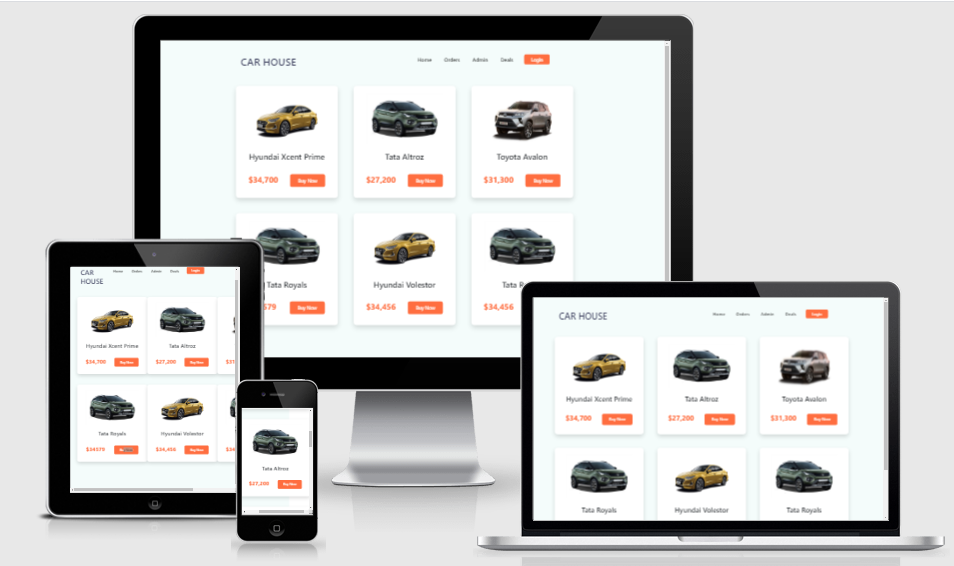 CAR HOUSE
Home Orders Admin Deals Login
Hyundai Xcent Prime Tata Altroz Toyota Avalon
$34,700 Buy Now $27,200 Buy Now $31,300 Buy Now
Tata Royals Hyundai Volestor Tata R
579 Buy Now $34,456 Buy Now $34,456
CAR
HOUSE
Home Orders Admin Deals Login
Hyundai Xcent Prime Tata Altroz
$34,700 Buy Now $27,200 Buy Now $31
Tata Royals Hyundai Volestor
$34579 Buy Now $34,456 Buy Now $34
Tata Altroz
$27,200 Buy Now
CAR HOUSE
Home Orders Admin Deals Login
Hyundai Xcent Prime Tata Altroz Toyota Avalon
$34,700 Buy Now $27,200 Buy Now $31,300 Buy Now
Tata Royals Hyundai Volestor Tata Royals